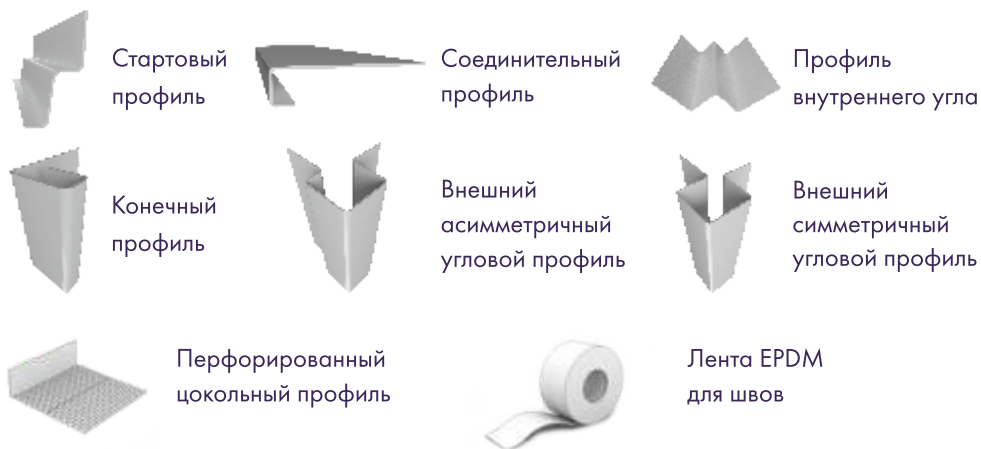 Стартовый
профиль
Соединительный
профиль
Профиль
внутреннего угла
Конечный
профиль
Внешний
асимметричный
угловой профиль
Внешний
симметричный
угловой профиль
Перфорированный
цокольный профиль
Лента EPDM
для швов